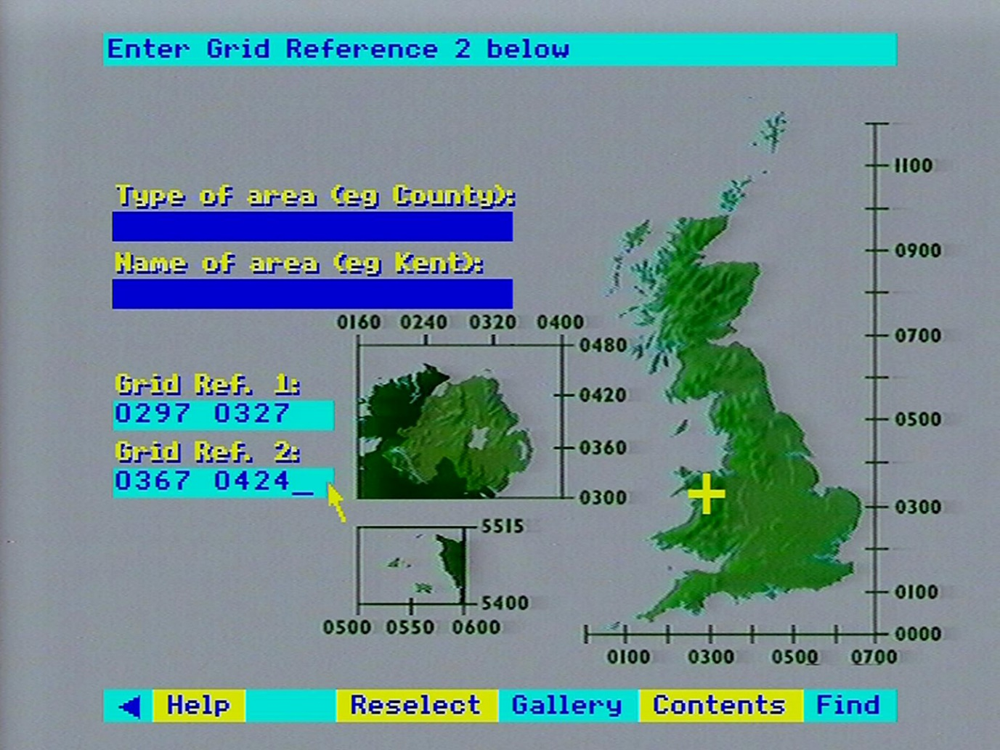 Enter Grid Reference 2 below
1100
Type of area (eg County):
0900
Name of area (eg Kent):
0160 0240 0320 0400
0480
0700
Grid Ref. 1:
0297 0327
0420
0500
Grid Ref. 2:
0360
0367 0424_
0300
0300
5515
0100
5400
0500 0550 0600
0000
0100 0300 0500 0700
Help Reselect Gallery Contents Find